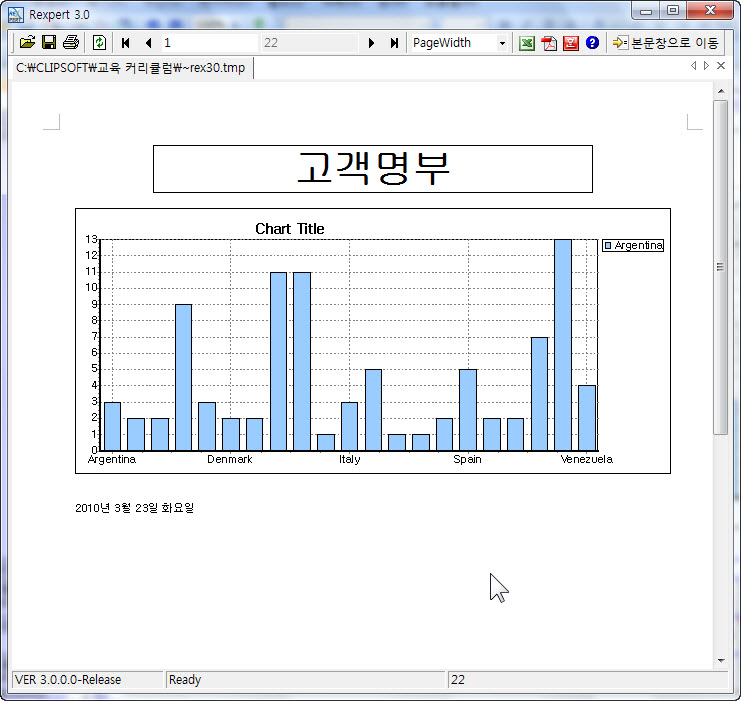 Rexpert 3.0
1 22 PageWidth 본문창으로 이동
C:\CLIPSOFT\교육 커리큘럼\~rex30.tmp
고객명부
Chart Title
Argentina
13
12
11
10
9
8
7
6
5
4
3
2
1
0
Argentina Denmark Italy Spain Venezuela
2010년 3월 23일 화요일
VER 3.0.0.0-Release Ready 22